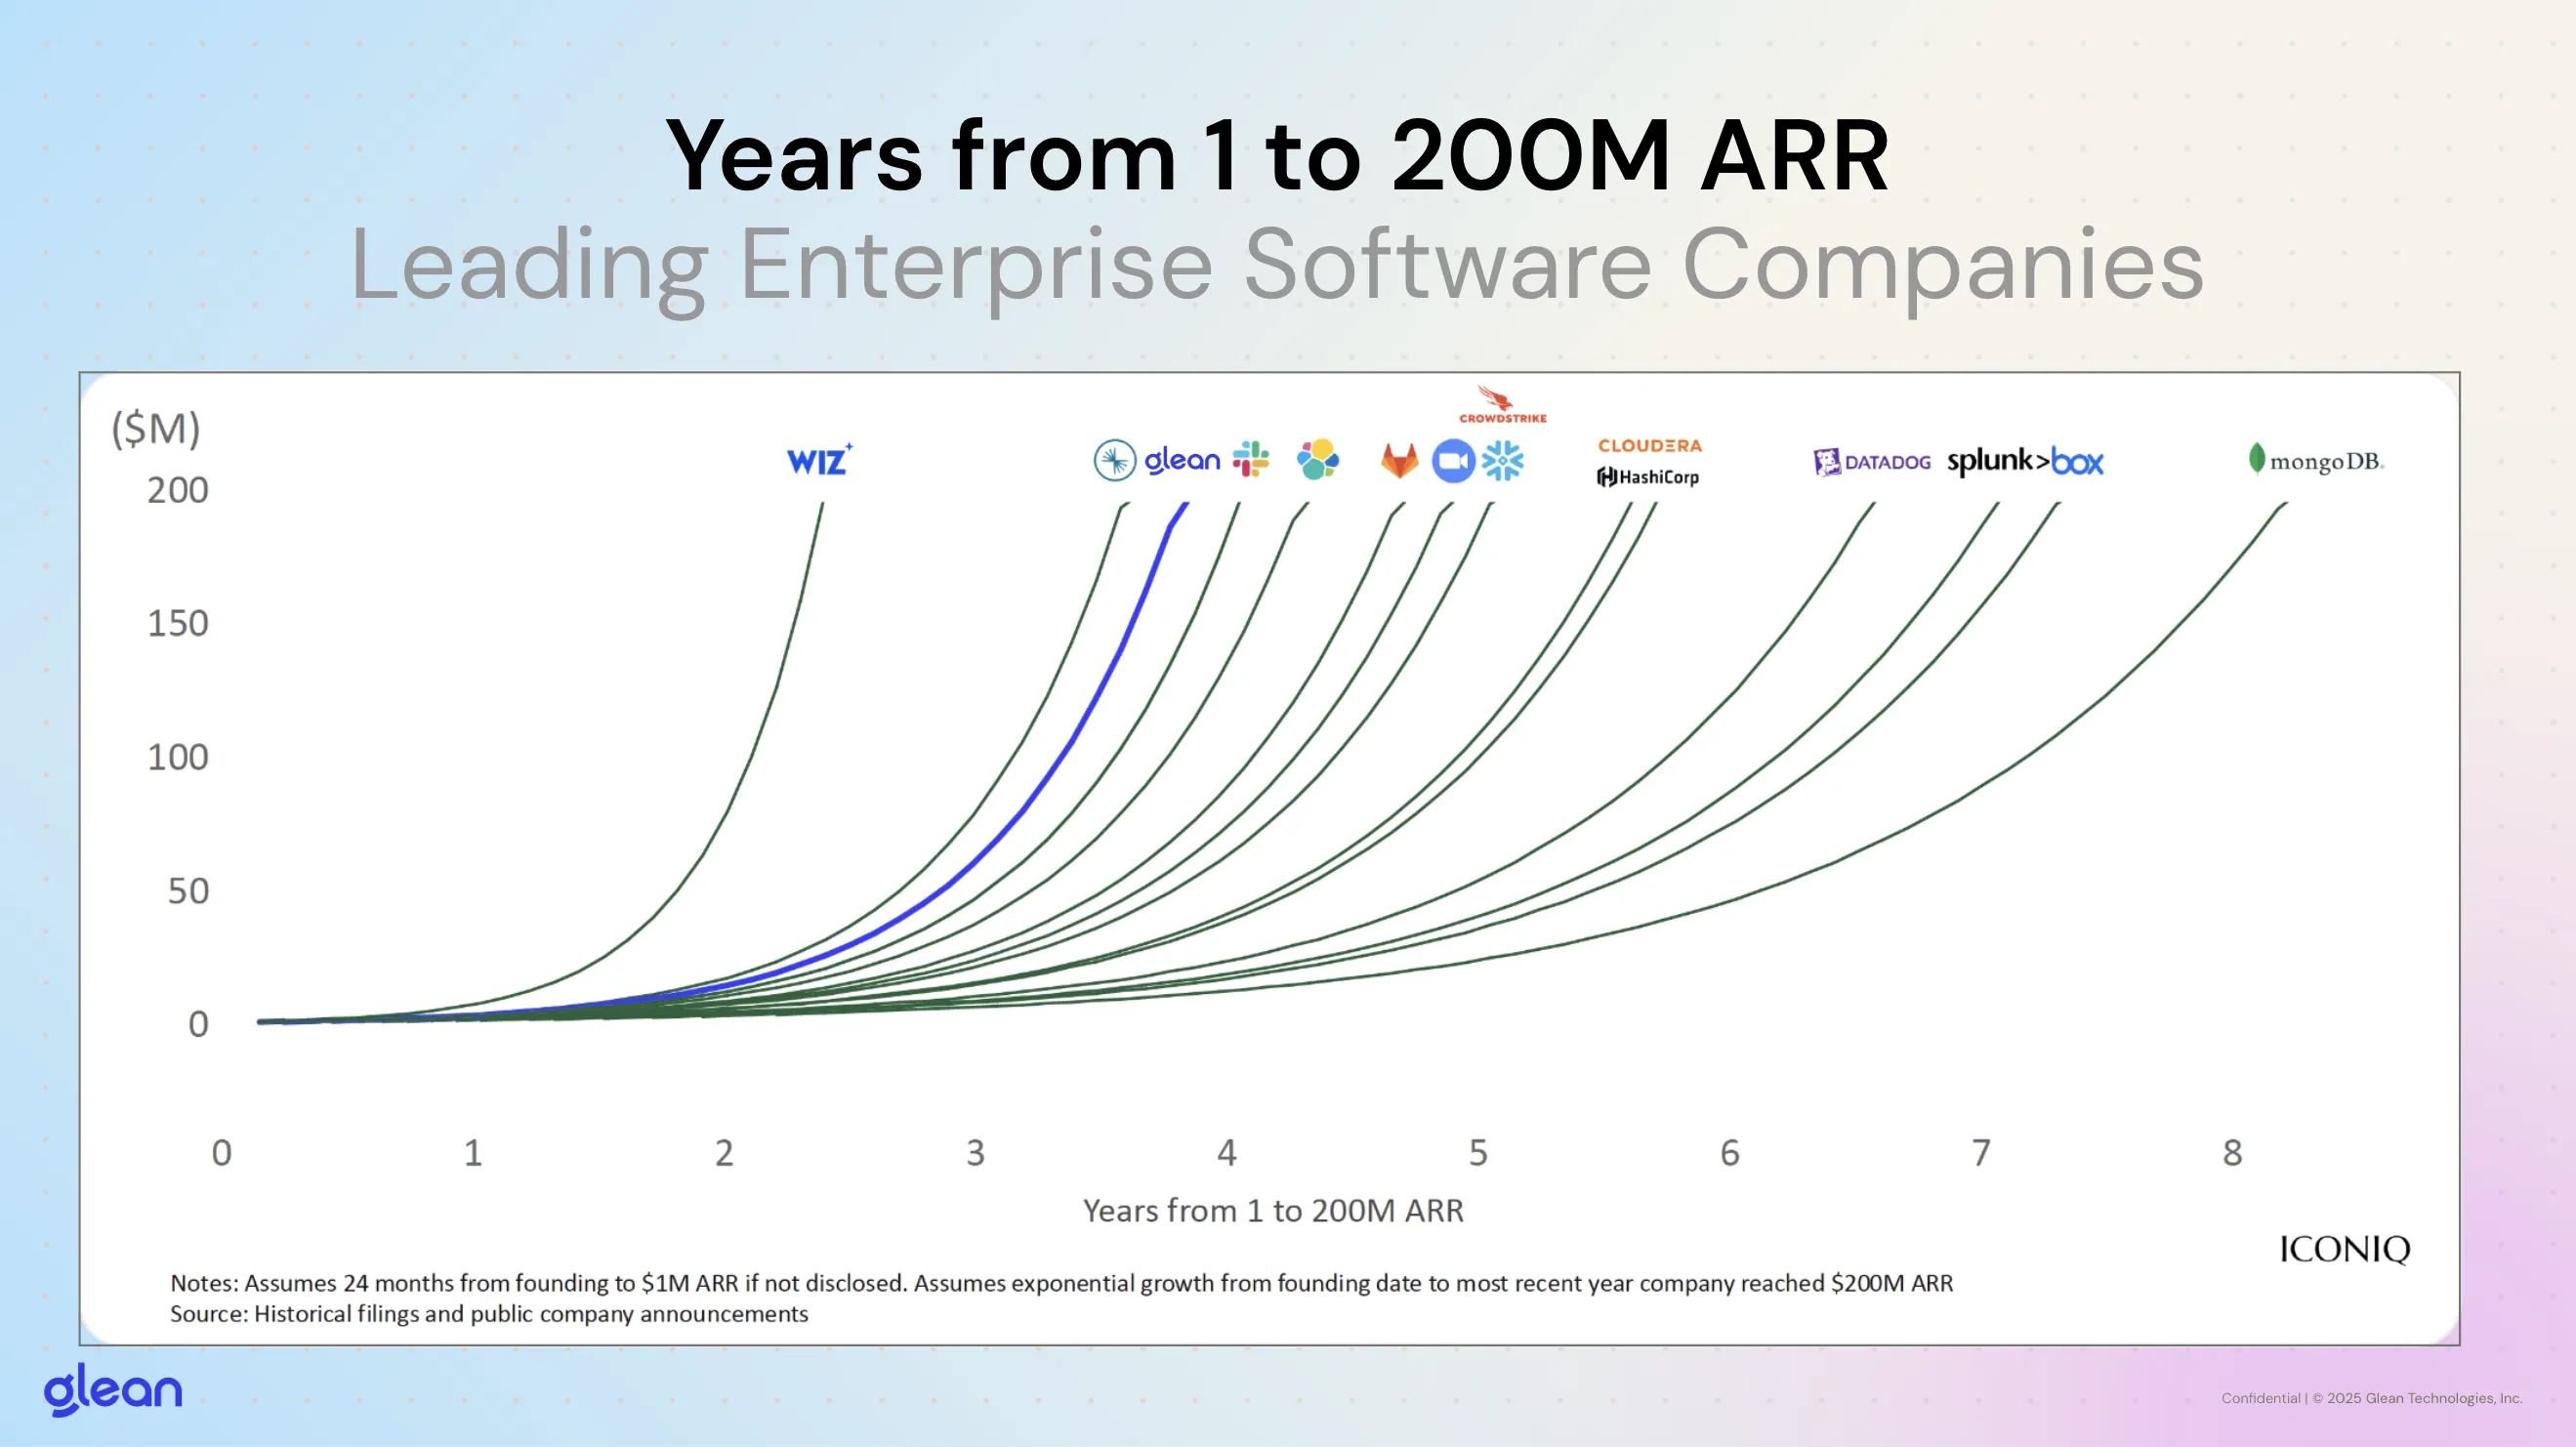 Years from 1 to 200M ARR
Leading Enterprise Software Companies
($M)
200
150
100
50
0
WIZ
glean
CROWDSTRIKE
CLOUDERA
HashiCorp
DATADOG
splunk>
box
mongoDB.
0 1 2 3 4 5 6 7 8
Years from 1 to 200M ARR
ICONIQ
Notes: Assumes 24 months from founding to $1M ARR if not disclosed. Assumes exponential growth from founding date to most recent year company reached $200M ARR
Source: Historical filings and public company announcements
glean
Confidential | © 2025 Glean Technologies, Inc.